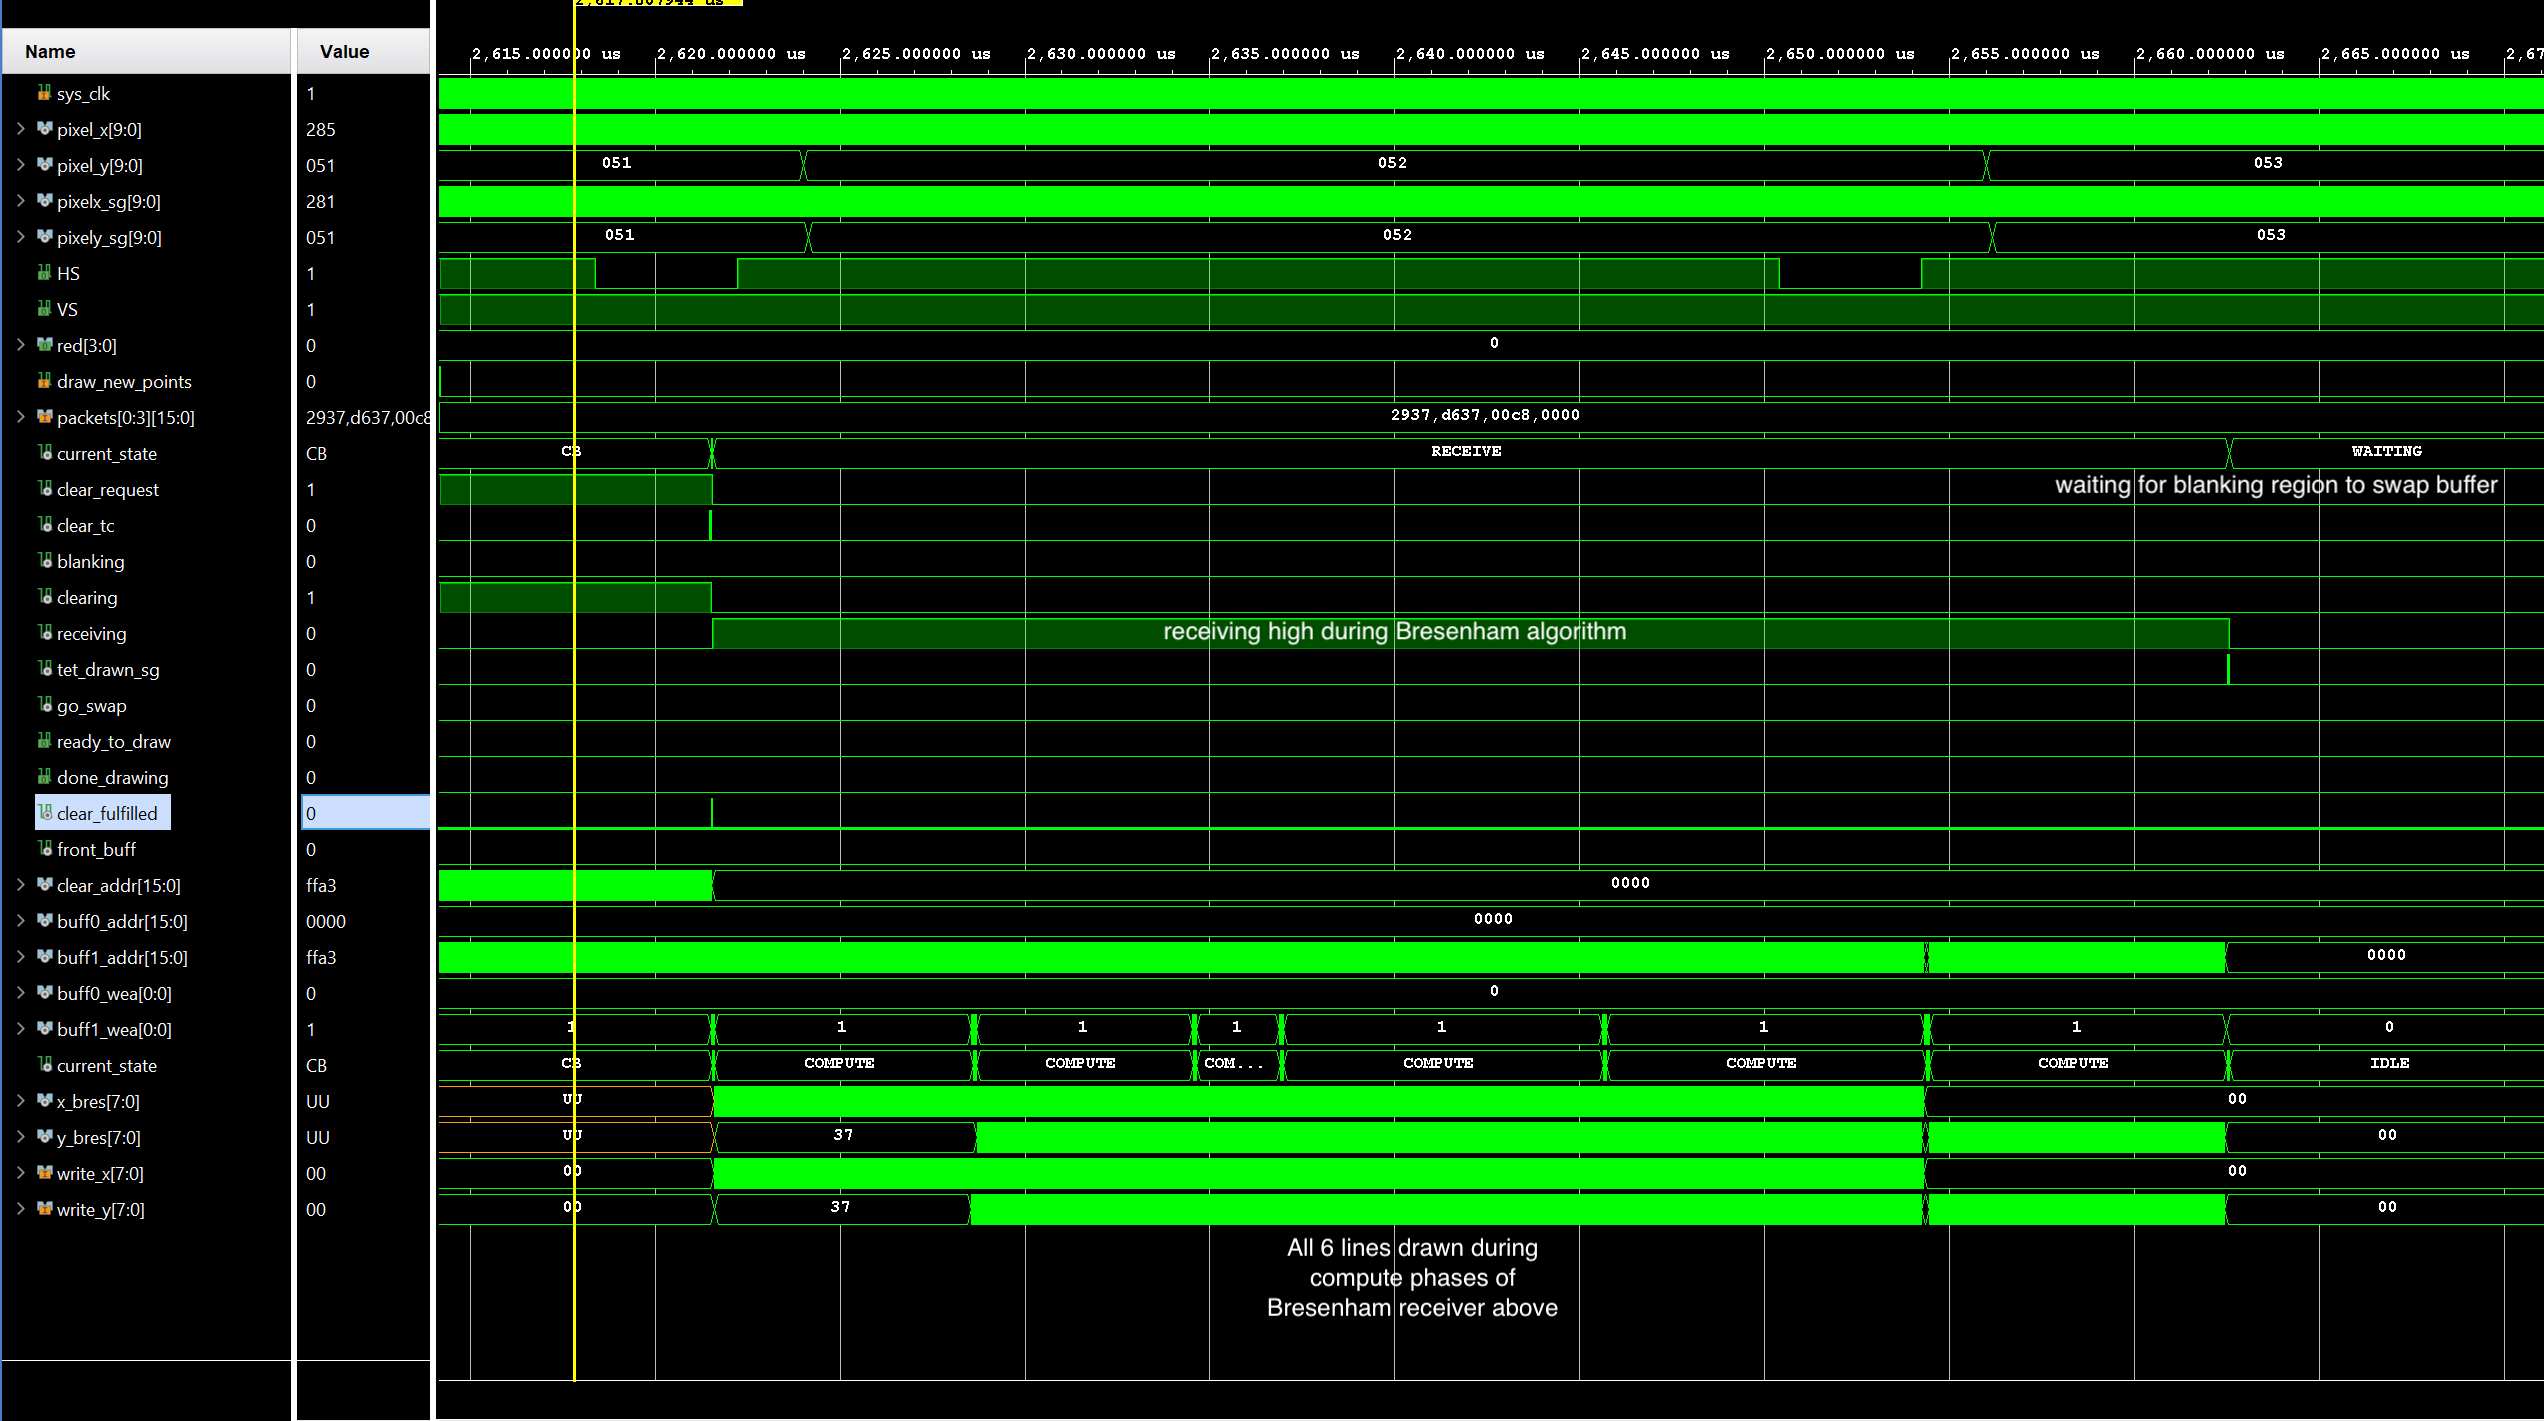 2,617.807944 us
Name Value
2,615.000000 us 2,620.000000 us 2,625.000000 us 2,630.000000 us 2,635.000000 us 2,640.000000 us 2,645.000000 us 2,650.000000 us 2,655.000000 us 2,660.000000 us 2,665.000000 us 2,67
sys_clk 1
pixel_x[9:0] 285
pixel_y[9:0] 051 051 052 053
pixelx_sg[9:0] 281
pixely_sg[9:0] 051 051 052 053
HS 1
VS 1
red[3:0] 0 0
draw_new_points 0
packets[0:3][15:0] 2937,d637,00c8 2937,d637,00c8,0000
current_state CB CB RECEIVE WAITING
clear_request 1 waiting for blanking region to swap buffer
clear_tc 0
blanking 0
clearing 1
receiving 0 receiving high during Bresenham algorithm
tet_drawn_sg 0
go_swap 0
ready_to_draw 0
done_drawing 0
clear_fulfilled 0
front_buff 0
clear_addr[15:0] ffa3 0000
buff0_addr[15:0] 0000 0000
buff1_addr[15:0] ffa3 0000
buff0_wea[0:0] 0 0
buff1_wea[0:0] 1 1 1 1 1 1 1 1 0
current_state CB CB COMPUTE COMPUTE COM... COMPUTE COMPUTE COMPUTE IDLE
x_bres[7:0] UU UU 00
y_bres[7:0] UU UU 37 00
write_x[7:0] 00 00 00
write_y[7:0] 00 00 37 00
All 6 lines drawn during
compute phases of
Bresenham receiver above